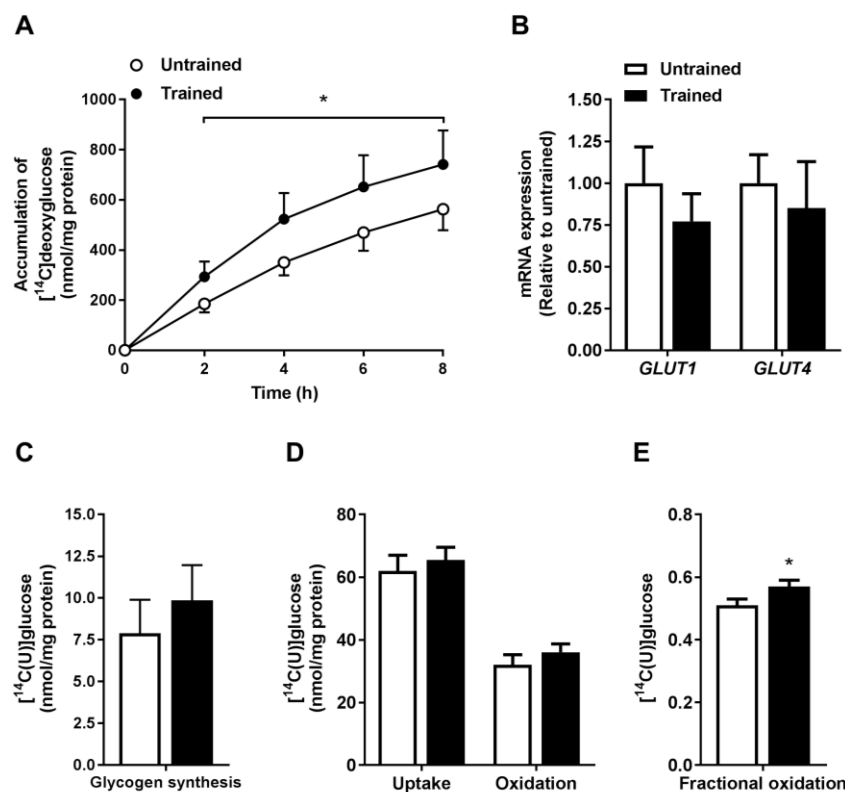 A
Untrained
Trained
Accumulation of
[¹⁴C]deoxyglucose
(nmol/mg protein)
1000
800
600
400
200
0
*
0 2 4 6 8
Time (h)
B
Untrained
Trained
mRNA expression
(Relative to untrained)
1.50
1.25
1.00
0.75
0.50
0.25
0.00
GLUT1 GLUT4
C
[¹⁴C(U)]glucose
(nmol/mg protein)
15.0
12.5
10.0
7.5
5.0
2.5
0.0
Glycogen synthesis
D
[¹⁴C(U)]glucose
(nmol/mg protein)
80
60
40
20
0
Uptake Oxidation
E
[¹⁴C(U)]glucose
0.8
0.6
0.4
0.2
0.0
*
Fractional oxidation